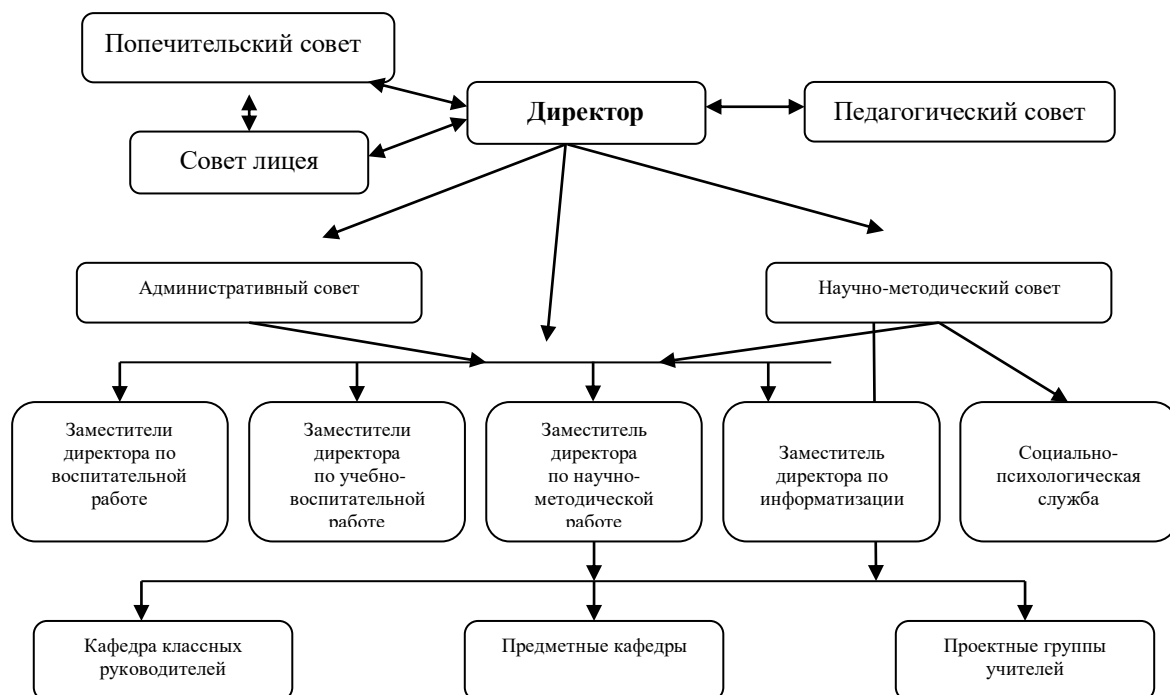 Попечительский совет
Директор
Педагогический совет
Совет лицея
Административный совет
Научно-методический совет
Заместители
директора по
воспитательной
работе
Заместители
директора
по учебно-
воспитательной
работе
Заместитель
директора
по научно-
методической
работе
Заместитель
директора по
информатизации
Социально-
психологическая
служба
Кафедра классных
руководителей
Предметные кафедры
Проектные группы
учителей